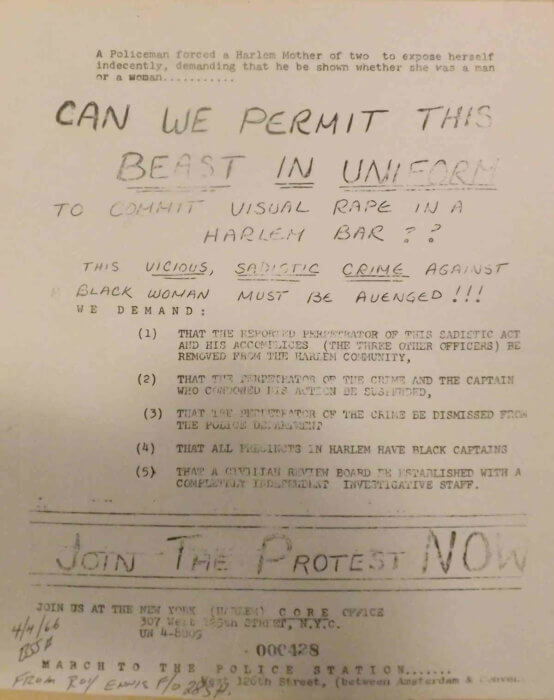 A Policeman forced a Harlem Mother of two to expose herself
indecently, demanding that he be shown whether she was a man
or a woman...........
CAN WE PERMIT THIS
BEAST IN UNIFORM
TO COMMIT VISUAL RAPE IN A
HARLEM BAR ? ?
THIS VICIOUS, SADISTIC CRIME AGAINST
A BLACK WOMAN MUST BE AVENGED !!!
WE DEMAND:
(1) THAT THE REPORTED PERPETRATOR OF THIS SADISTIC ACT
AND HIS ACCOMPLICES (THE THREE OTHER OFFICERS) BE
REMOVED FROM THE HARLEM COMMUNITY,
(2) THAT THE PERPETRATOR OF THE CRIME AND THE CAPTAIN
WHO CONDONED HIS ACTION BE SUSPENDED,
(3) THAT THE PERPETRATOR OF THE CRIME BE DISMISSED FROM
THE POLICE DEPARTMENT
(4) THAT ALL PRECINCTS IN HARLEM HAVE BLACK CAPTAINS
(5) THAT A CIVILIAN REVIEW BOARD BE ESTABLISHED WITH A
COMPLETELY INDEPENDENT INVESTIGATIVE STAFF.
JOIN THE PROTEST NOW
JOIN US AT THE NEW YORK (HARLEM) CORE OFFICE
307 West 125th STREET, N.Y.C.
UN 4-
4/4/66
000428
MARCH TO THE POLICE STATION.......
West 126th Street, (between Amsterdam &
FROM ROY ENNIS P/O